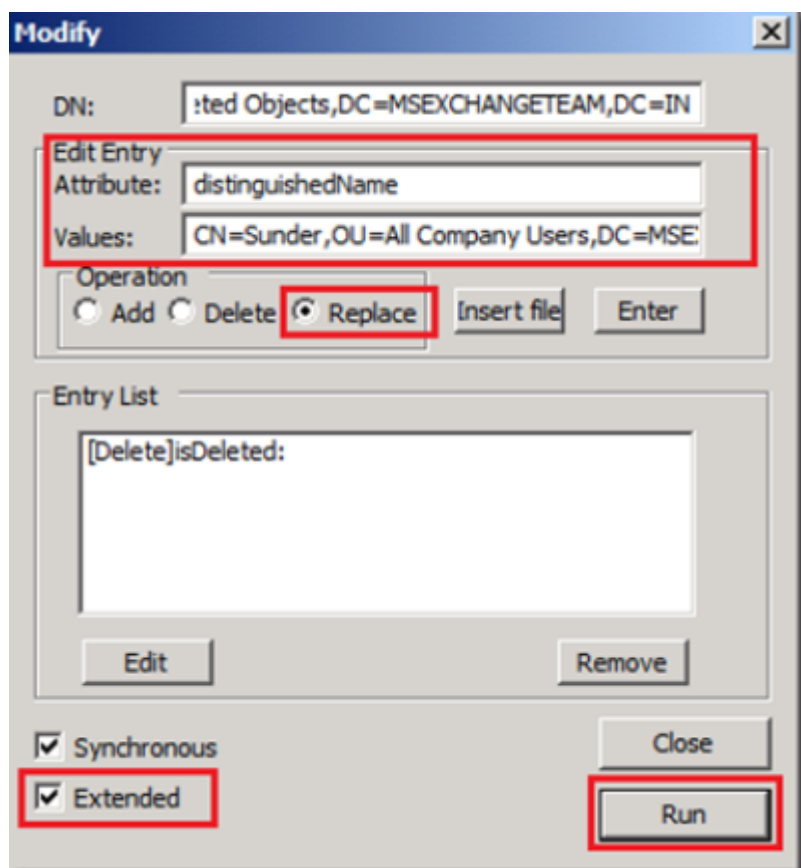 Modify
DN: :ted Objects,DC=MSEXCHANGETEAM,DC=IN
Edit Entry
Attribute: distinguishedName
Values: CN=Sunder,OU=All Company Users,DC=MSE
Operation
Add Delete Replace Insert file Enter
Entry List
[Delete]isDeleted:
Edit Remove
Synchronous Close
Extended Run